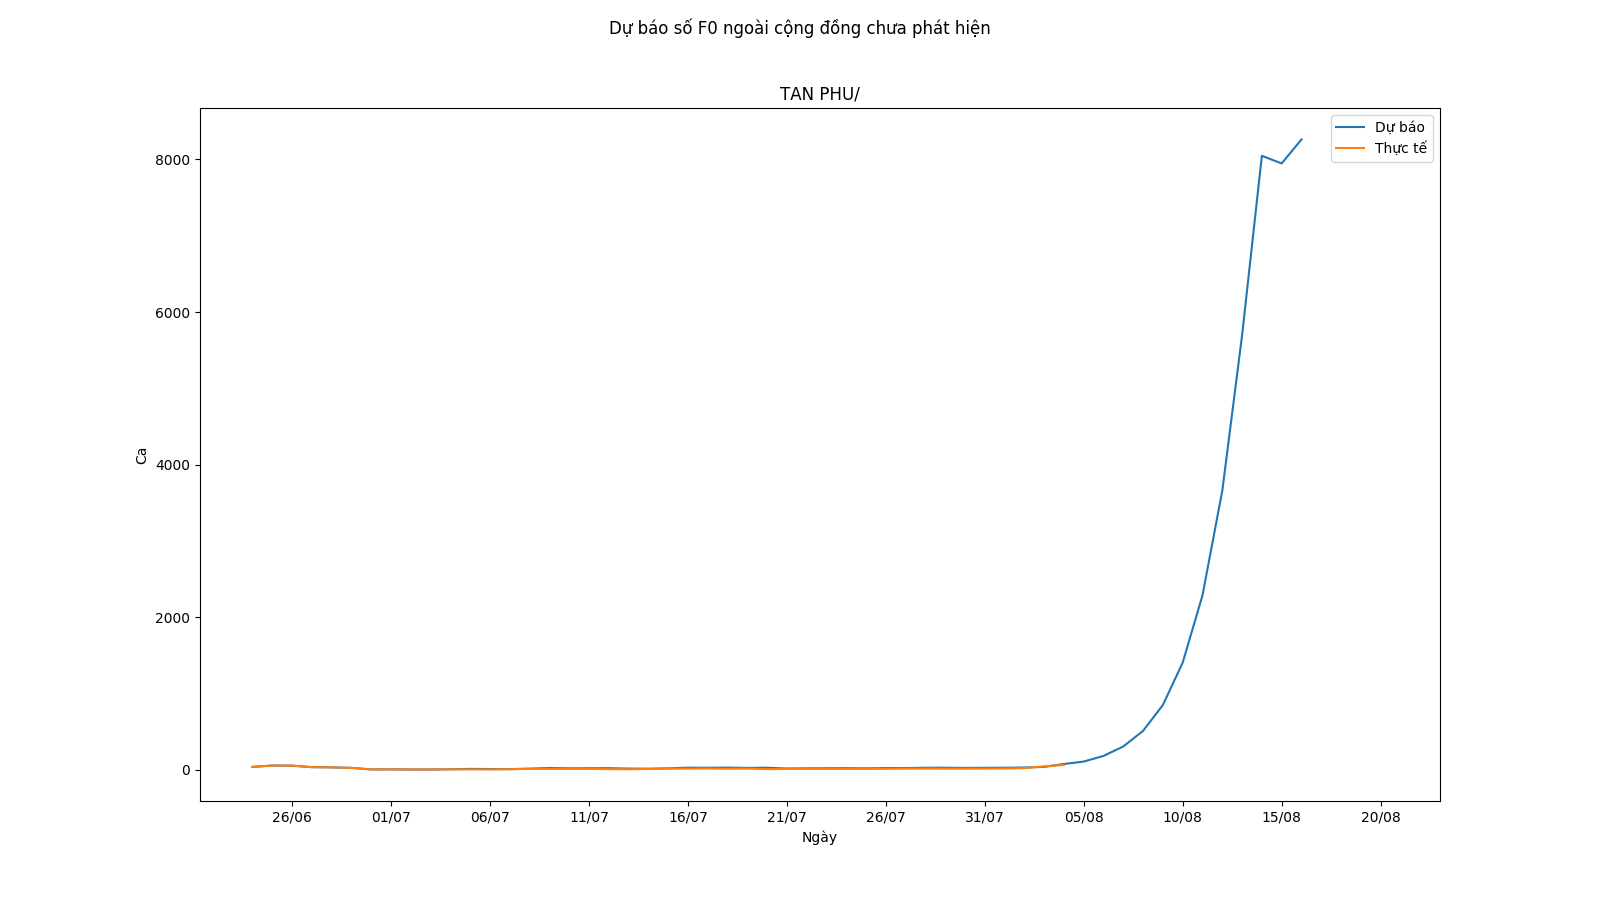 Dự báo số F0 ngoài cộng đồng chưa phát hiện
TAN PHU/
Dự báo
Thực tế
8000
6000
4000
2000
0
Ca
26/06 01/07 06/07 11/07 16/07 21/07 26/07 31/07 05/08 10/08 15/08 20/08
Ngày